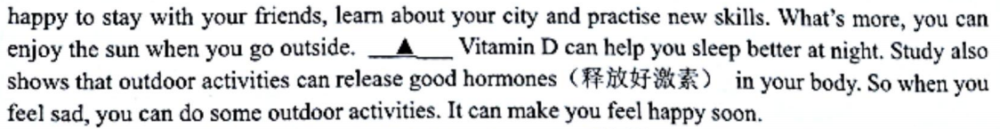 happy to stay with your friends, learn about your city and practise new skills. What's more, you can
enjoy the sun when you go outside. ___▲___ Vitamin D can help you sleep better at night. Study also
shows that outdoor activities can release good hormones（释放好激素） in your body. So when you
feel sad, you can do some outdoor activities. It can make you feel happy soon.